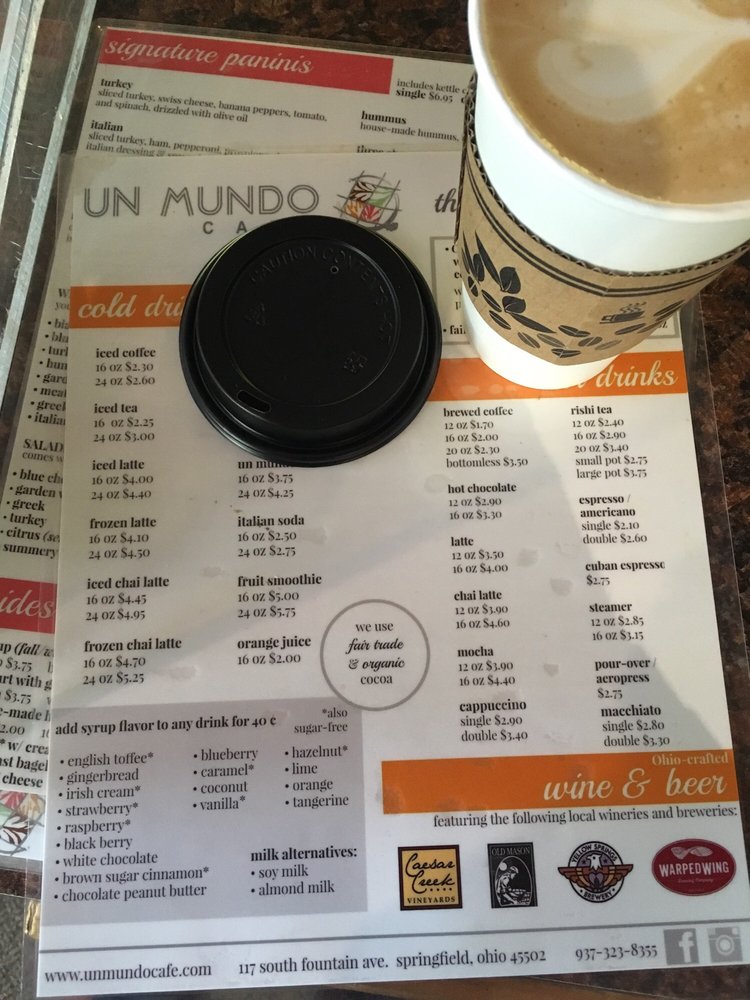 signature paninis
turkey
sliced turkey, swiss cheese, banana peppers, tomato,
and spinach, drizzled with olive oil
italian
sliced turkey, ham, pepperoni,
italian dressing &
includes kettle
single $6.95
hummus
house-made hummus,
UN MUNDO
CA
CAUTION CONTENTS HOT
cold
iced coffee
16 oz $2.30
24 oz $2.60
iced tea
16 oz $2.25
24 oz $3.00
iced latte
16 oz $4.00
24 oz $4.40
frozen latte
16 oz $4.10
24 oz $4.50
iced chai latte
16 oz $4.45
24 oz $4.95
frozen chai latte
16 oz $4.70
24 oz $5.25
un
16 oz $3.75
24 oz $4.25
italian soda
16 oz $2.50
24 oz $2.75
fruit smoothie
16 oz $5.00
24 oz $5.75
orange juice
16 oz $2.00
we use
fair trade
& organic
cocoa
drinks
brewed coffee
12 oz $1.70
16 oz $2.00
20 oz $2.30
bottomless $3.50
hot chocolate
12 oz $2.90
16 oz $3.30
latte
12 oz $3.50
16 oz $4.00
chai latte
12 oz $3.90
16 oz $4.60
mocha
12 oz $3.90
16 oz $4.40
cappuccino
single $2.90
double $3.40
rishi tea
12 oz $2.40
16 oz $2.90
20 oz $3.40
small pot $2.75
large pot $3.75
espresso /
americano
single $2.10
double $2.60
cuban espresso
$2.75
steamer
12 oz $2.85
16 oz $3.15
pour-over /
aeropress
$2.75
macchiato
single $2.80
double $3.30
add syrup flavor to any drink for 40 ¢
*also
sugar-free
• english toffee*
• gingerbread
• irish cream*
• strawberry*
• raspberry*
• black berry
• white chocolate
• brown sugar cinnamon*
• chocolate peanut butter
• blueberry
• caramel*
• coconut
• vanilla*
• hazelnut*
• lime
• orange
• tangerine
milk alternatives:
• soy milk
• almond milk
Ohio-crafted
wine & beer
featuring the following local wineries and breweries:
Caesar
Creek
VINEYARDS
OLD MASON
YELLOW SPRINGS
BREWERY
WARPEDWING
www.unmundocafe.com 117 south fountain ave. springfield, ohio 45502 937-323-8355
SALAD
comes
• blue
• garden
• greek
• turkey
• citrus
summery
$3.75
$3.75
* w/
bagel
cheese